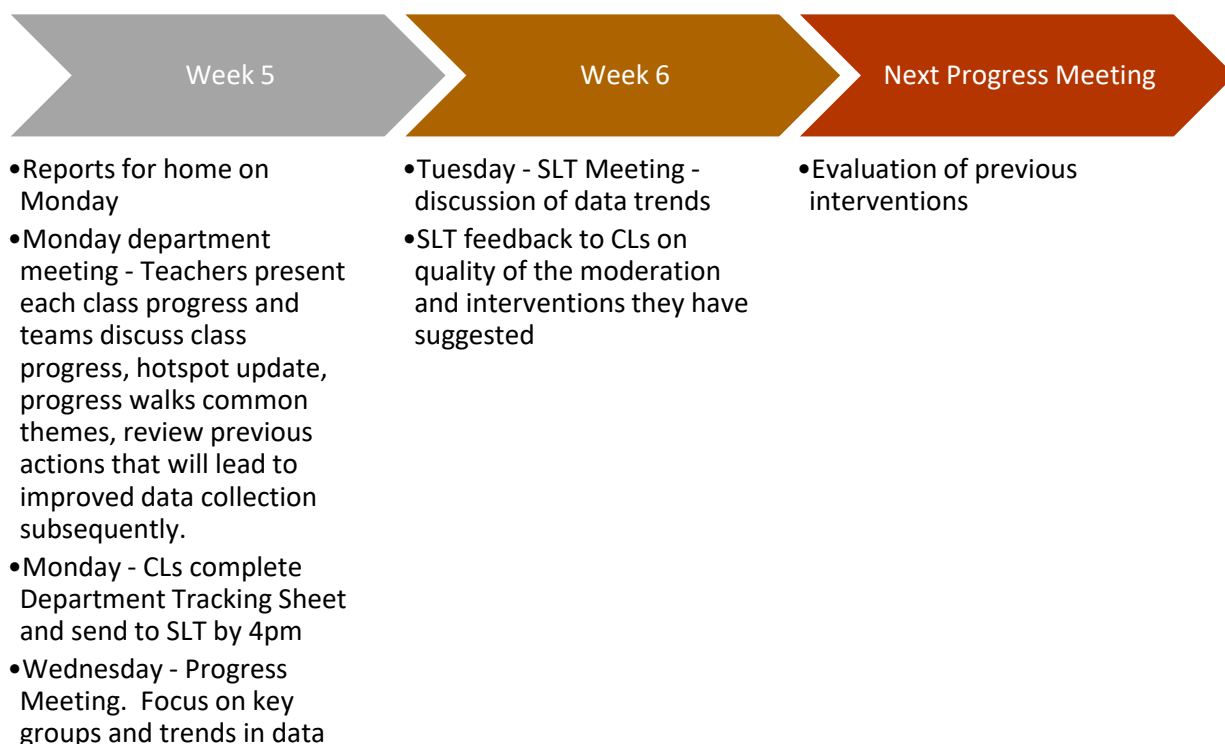 Week 5
Week 6
Next Progress Meeting
•Reports for home on
Monday
•Monday department
meeting - Teachers present
each class progress and
teams discuss class
progress, hotspot update,
progress walks common
themes, review previous
actions that will lead to
improved data collection
subsequently.
•Monday - CLs complete
Department Tracking Sheet
and send to SLT by 4pm
•Wednesday - Progress
Meeting.  Focus on key
groups and trends in data
•Tuesday - SLT Meeting -
discussion of data trends
•SLT feedback to CLs on
quality of the moderation
and interventions they have
suggested
•Evaluation of previous
interventions